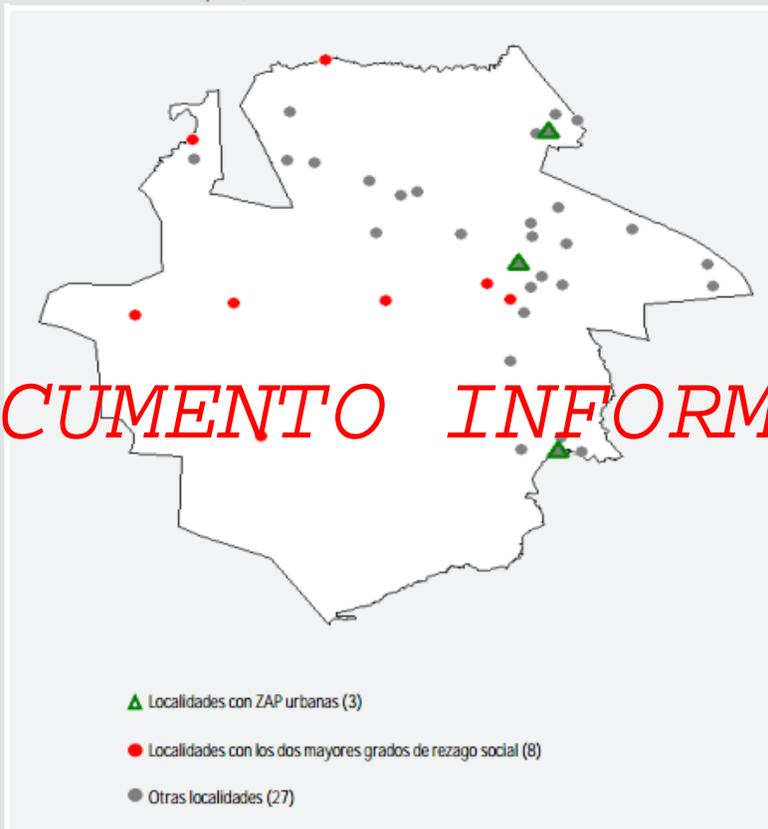 CUMENTO INFORM
Localidades con ZAP urbanas (3)
Localidades con los dos mayores grados de rezago social (8)
Otras localidades (27)